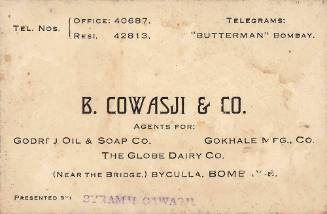 TEL. NOS. { OFFICE: 40687. TELEGRAMS:
RESI. 42813. "BUTTERMAN" BOMBAY.
B. COWASJI & CO.
AGENTS FOR:
GODREJ OIL & SOAP CO. GOKHALE MFG., CO.
THE GLOBE DAIRY CO.
(NEAR THE BRIDGE,) BYCULLA,
PRESENTED BY: